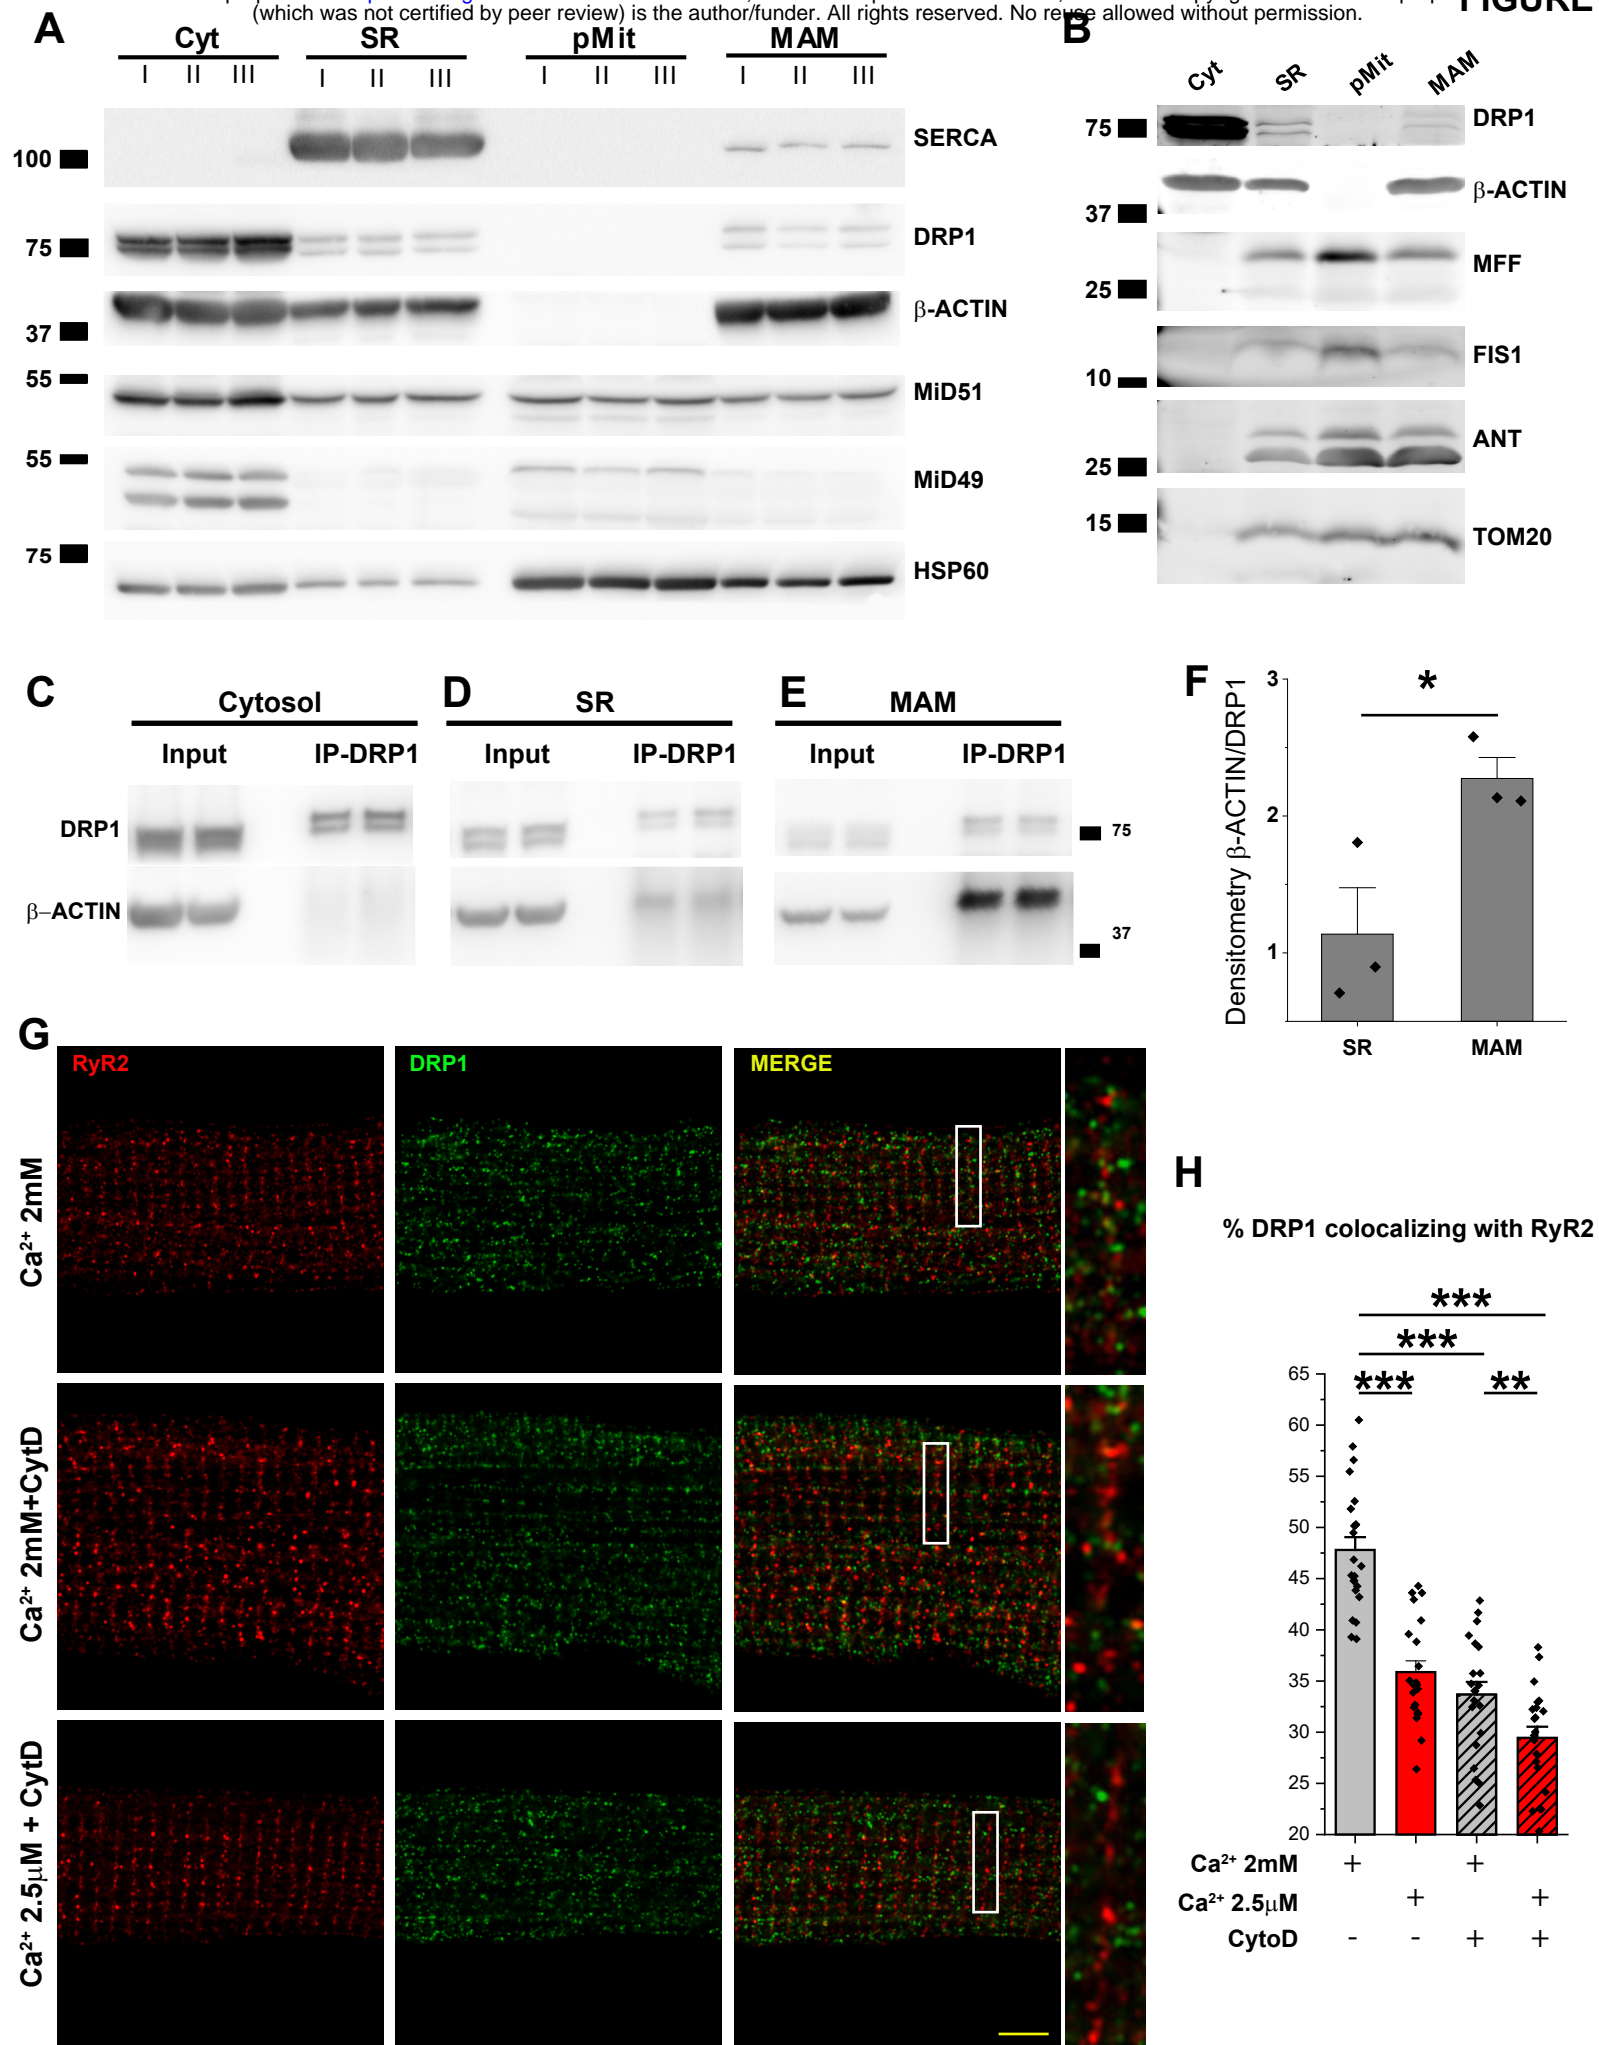 FIGURE
(which was not certified by peer review) is the author/funder. All rights reserved. No reuse allowed without permission.
A
Cyt SR pMit MAM
I II III I II III I II III I II III
100 SERCA
75 DRP1
37 β-ACTIN
55 MiD51
55 MiD49
75 HSP60
B
Cyt SR pMit MAM
75 DRP1
37 β-ACTIN
25 MFF
10 FIS1
25 ANT
15 TOM20
C Cytosol
Input IP-DRP1
D SR
Input IP-DRP1
E MAM
Input IP-DRP1
DRP1 75
β–ACTIN 37
F
Densitometry β-ACTIN/DRP1
3
2
1
*
SR MAM
G
RyR2 DRP1 MERGE
Ca²⁺ 2mM
Ca²⁺ 2mM+CytD
Ca²⁺ 2.5μM + CytD
H
% DRP1 colocalizing with RyR2
***
***
*** **
65
60
55
50
45
40
35
30
25
20
Ca²⁺ 2mM + +
Ca²⁺ 2.5μM + +
CytoD - - + +